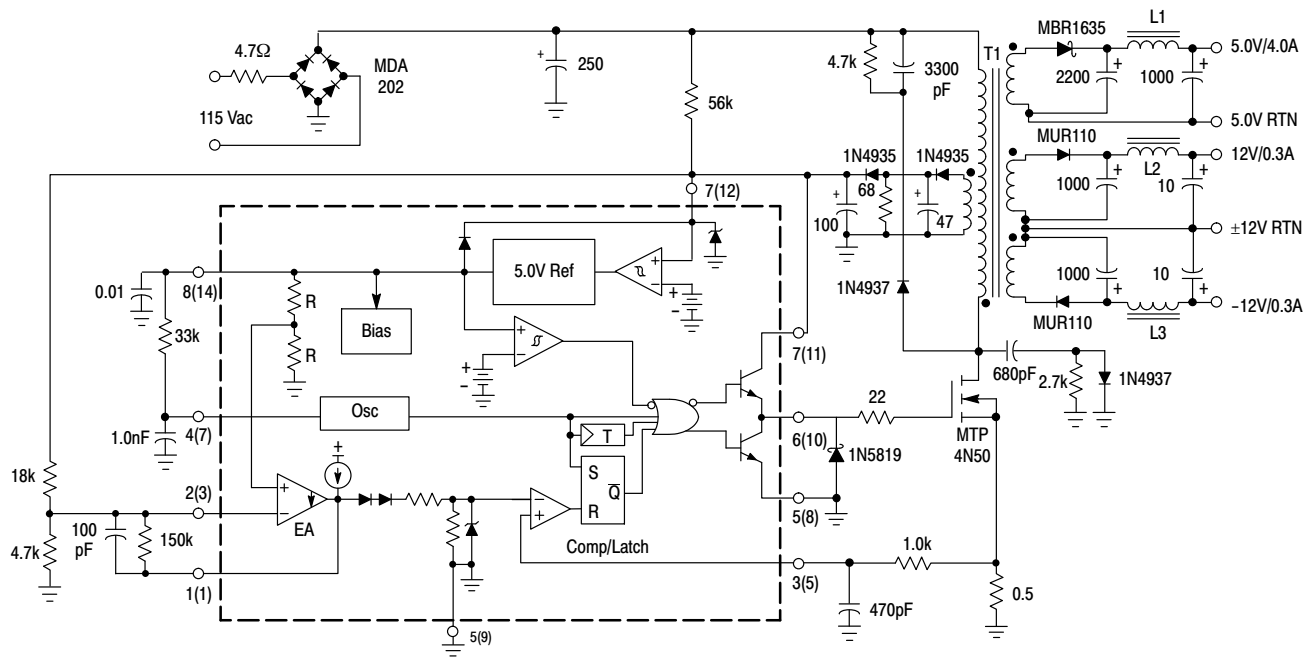 4.7Ω
MDA
202
115 Vac
+
250
56k
4.7k
3300
pF
T1
MBR1635
L1
5.0V/4.0A
2200
+
1000
+
5.0V RTN
MUR110
12V/0.3A
L2
1000
+
10
+
±12V RTN
1000
+
10
+
MUR110
L3
–12V/0.3A
1N4935
1N4935
68
+
100
+
47
7(12)
1N4937
680pF
2.7k
1N4937
0.01
8(14)
33k
R
R
Bias
5.0V Ref
+
–
+
–
+
–
+
–
7(11)
Osc
4(7)
1.0nF
T
S
Q
R
6(10)
22
1N5819
MTP
4N50
18k
2(3)
+
–
EA
+
–
+
Comp/Latch
5(8)
100
pF
150k
4.7k
1(1)
3(5)
1.0k
470pF
0.5
5(9)